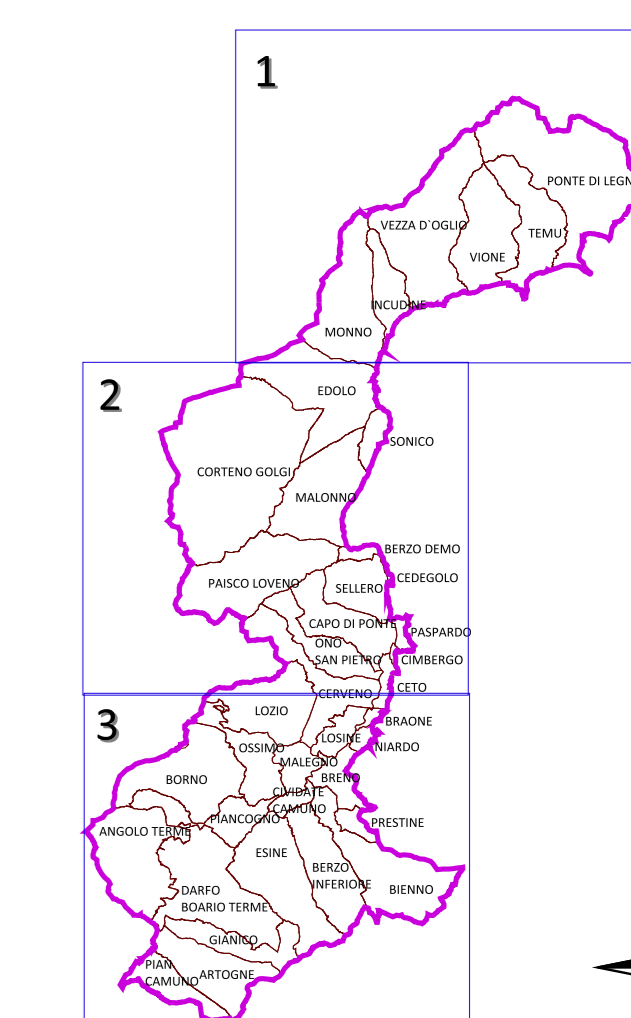 1
PONTE DI LEGN
VEZZA D`OGLIO
TEMU
VIONE
INCUDINE
MONNO
2
EDOLO
SONICO
CORTENO GOLGI
MALONNO
BERZO DEMO
CEDEGOLO
PAISCO LOVENO
SELLERO
CAPO DI PONTE
PASPARDO
ONO
SAN PIETRO
CIMBERGO
CETO
CERVENO
3
LOZIO
BRAONE
LOSINE
OSSIMO
NIARDO
MALEGNO
BORNO
BRENO
CIVIDATE
CAMUNO
PIANCOGNO
PRESTINE
ANGOLO TERME
ESINE
BERZO
INFERIORE
DARFO
BOARIO TERME
BIENNO
GIANICO
PIAN
CAMUNO
ARTOGNE